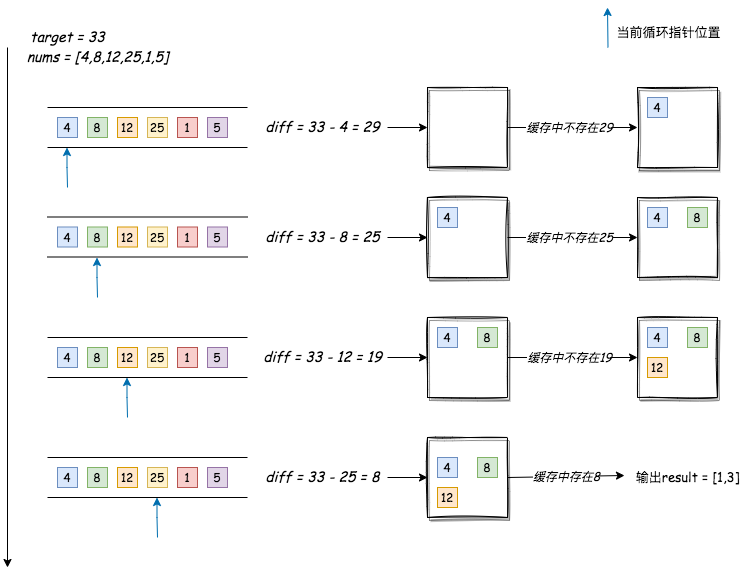 target = 33
nums = [4,8,12,25,1,5]
当前循环指针位置
4 8 12 25 1 5
diff = 33 - 4 = 29
缓存中不存在29
4
4 8 12 25 1 5
diff = 33 - 8 = 25
4
缓存中不存在25
4 8
4 8 12 25 1 5
diff = 33 - 12 = 19
4 8
缓存中不存在19
4 8
12
4 8 12 25 1 5
diff = 33 - 25 = 8
4 8
12
缓存中存在8
输出result = [1,3]